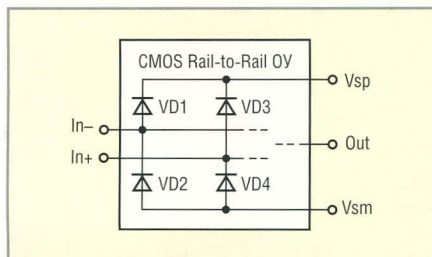 CMOS Rail-to-Rail ОУ
Vsp
VD1
VD3
In–
Out
In+
VD2
VD4
Vsm